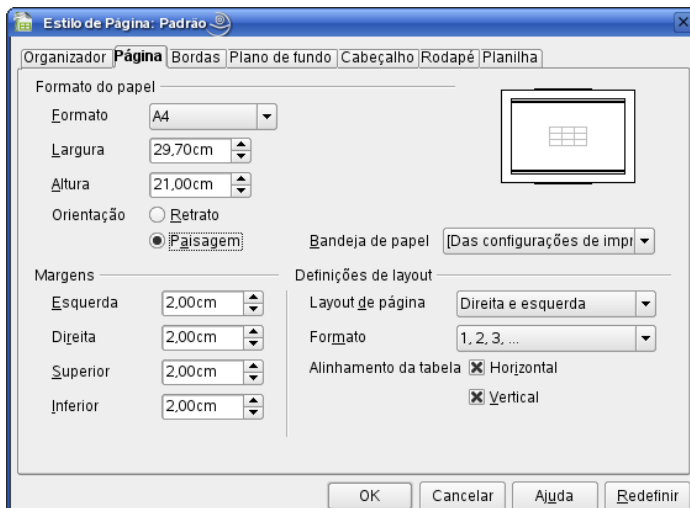 Estilo de Página: Padrão
Organizador Página Bordas Plano de fundo Cabeçalho Rodapé Planilha
Formato do papel
Formato A4
Largura 29,70cm
Altura 21,00cm
Orientação Retrato
Paisagem
Bandeja de papel [Das configurações de impr
Margens
Esquerda 2,00cm
Direita 2,00cm
Superior 2,00cm
Inferior 2,00cm
Definições de layout
Layout de página Direita e esquerda
Formato 1, 2, 3, ...
Alinhamento da tabela Horizontal
Vertical
OK Cancelar Ajuda Redefinir